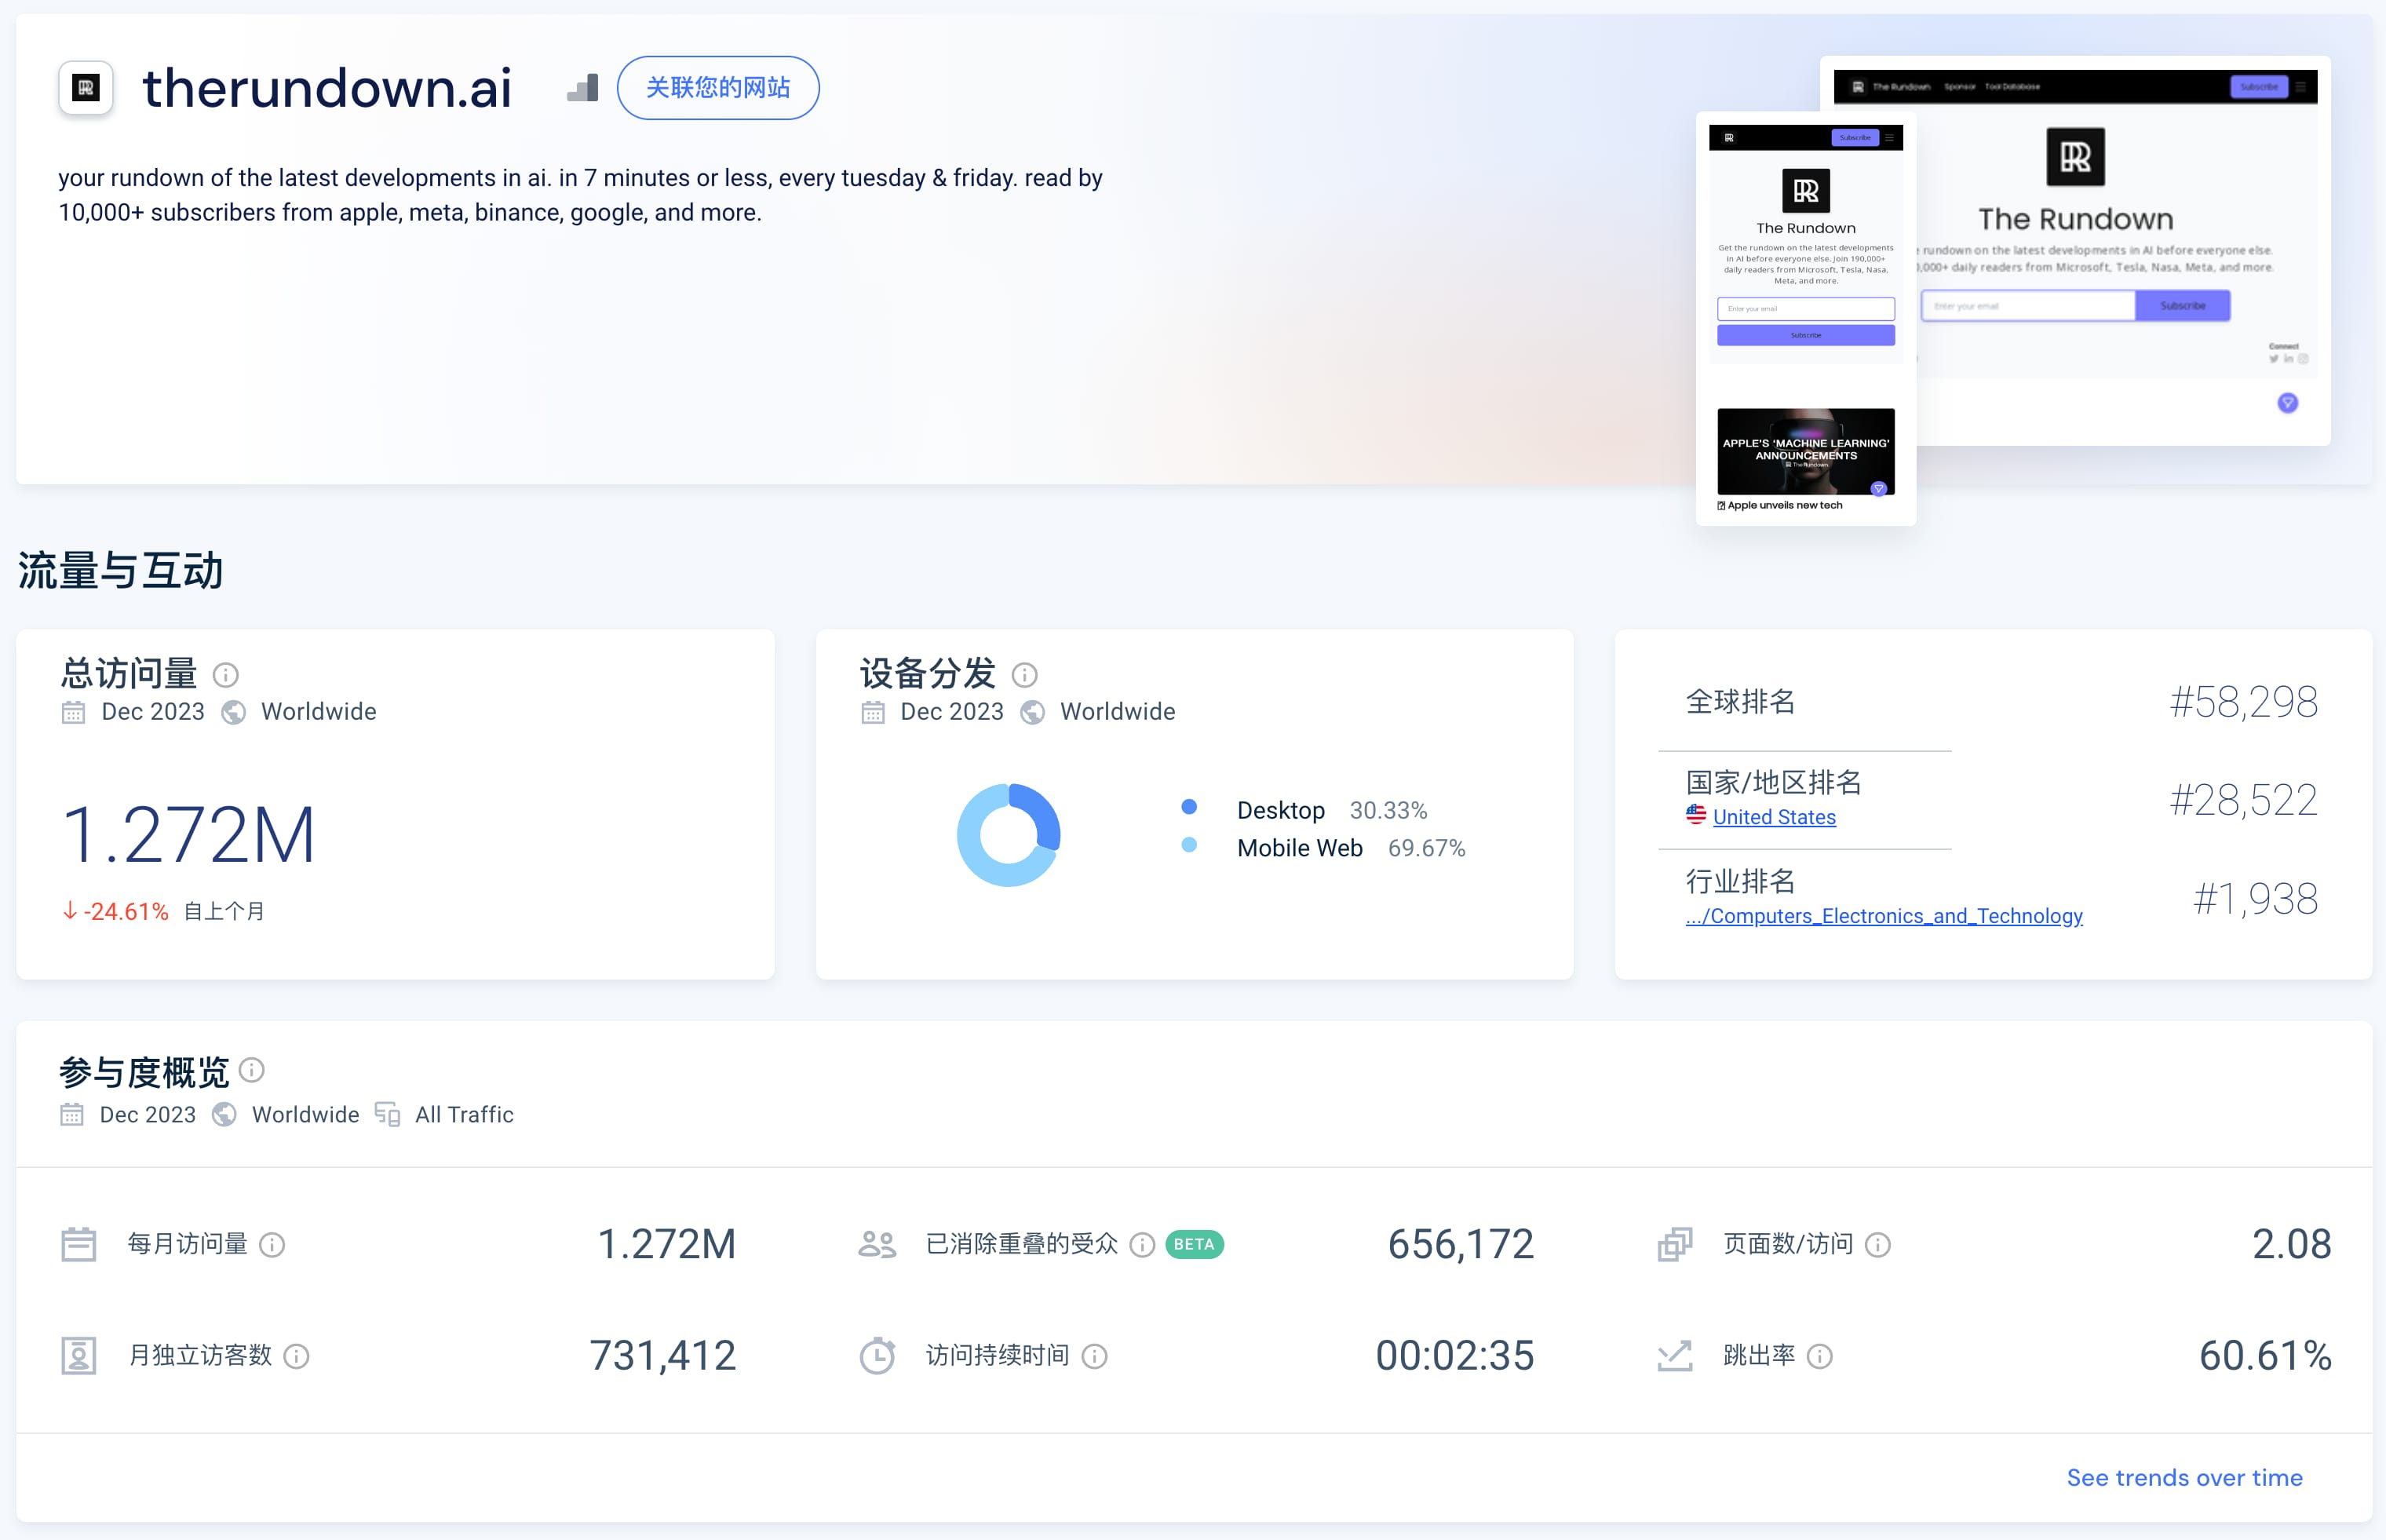 therundown.ai
关联您的网站
your rundown of the latest developments in ai. in 7 minutes or less, every tuesday & friday. read by
10,000+ subscribers from apple, meta, binance, google, and more.
The Rundown Sponsor Tool Database Subscribe
The Rundown
rundown on the latest developments in AI before everyone else.
,000+ daily readers from Microsoft, Tesla, Nasa, Meta, and more.
Enter your email Subscribe
Connect
Subscribe
The Rundown
Get the rundown on the latest developments
in AI before everyone else. Join 190,000+
daily readers from Microsoft, Tesla, Nasa,
Meta, and more.
Enter your email
Subscribe
APPLE'S 'MACHINE LEARNING'
ANNOUNCEMENTS
The Rundown
Apple unveils new tech
流量与互动
总访问量
Dec 2023 Worldwide
1.272M
↓ -24.61% 自上个月
设备分发
Dec 2023 Worldwide
Desktop 30.33%
Mobile Web 69.67%
全球排名 #58,298
国家/地区排名 #28,522
United States
行业排名 #1,938
.../Computers_Electronics_and_Technology
参与度概览
Dec 2023 Worldwide All Traffic
每月访问量 1.272M
已消除重叠的受众 BETA 656,172
页面数/访问 2.08
月独立访客数 731,412
访问持续时间 00:02:35
跳出率 60.61%
See trends over time